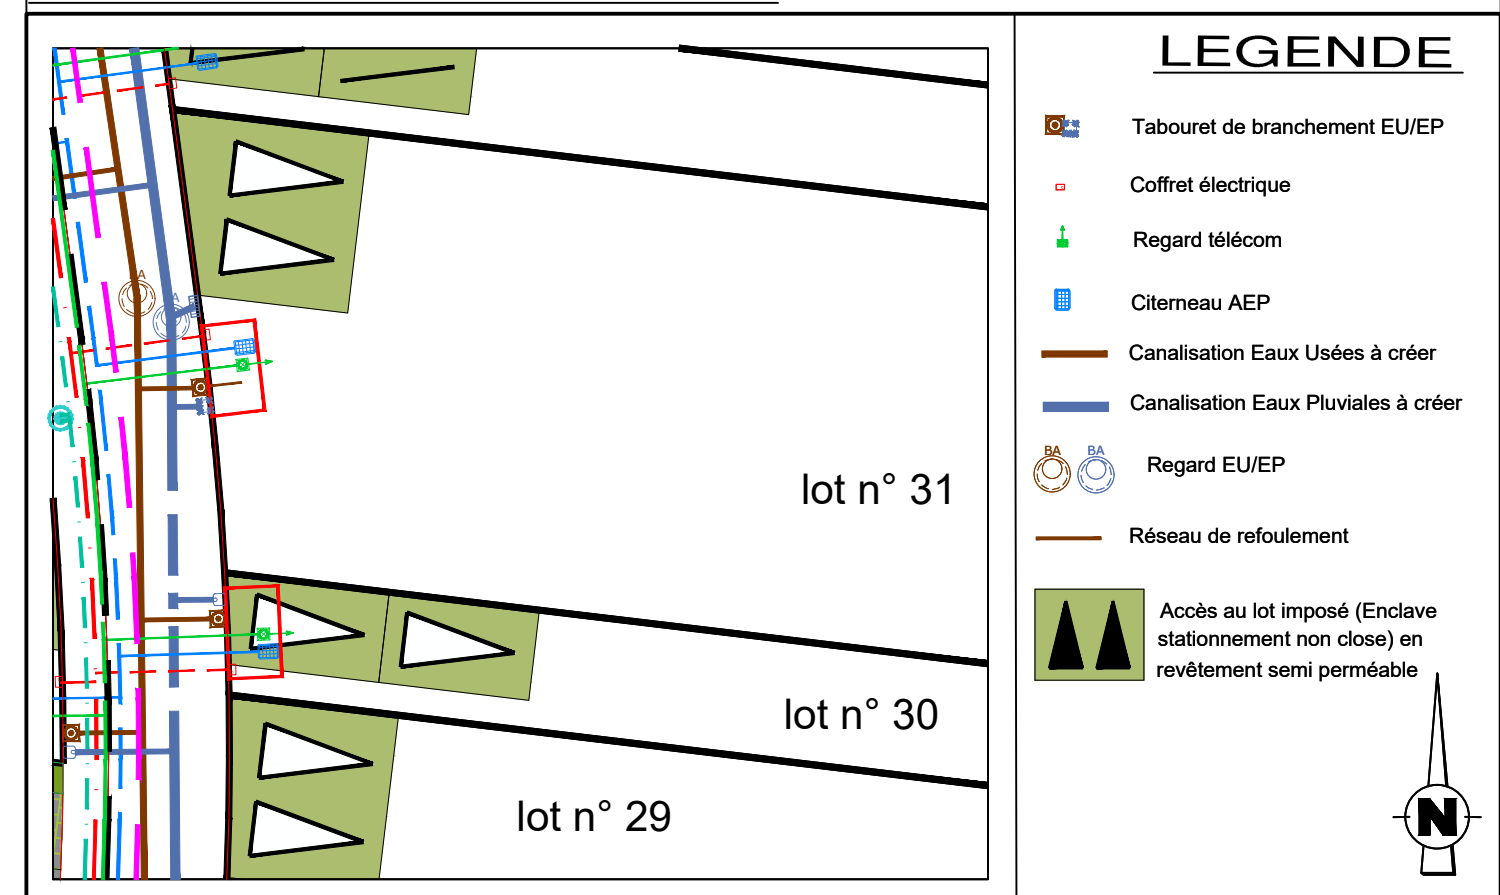 LEGENDE
Tabouret de branchement EU/EP
Coffret électrique
Regard télécom
Citerneau AEP
Canalisation Eaux Usées à créer
Canalisation Eaux Pluviales à créer
BA BA
Regard EU/EP
Réseau de refoulement
Accès au lot imposé (Enclave
stationnement non close) en
revêtement semi perméable
N
lot n° 31
lot n° 30
lot n° 29